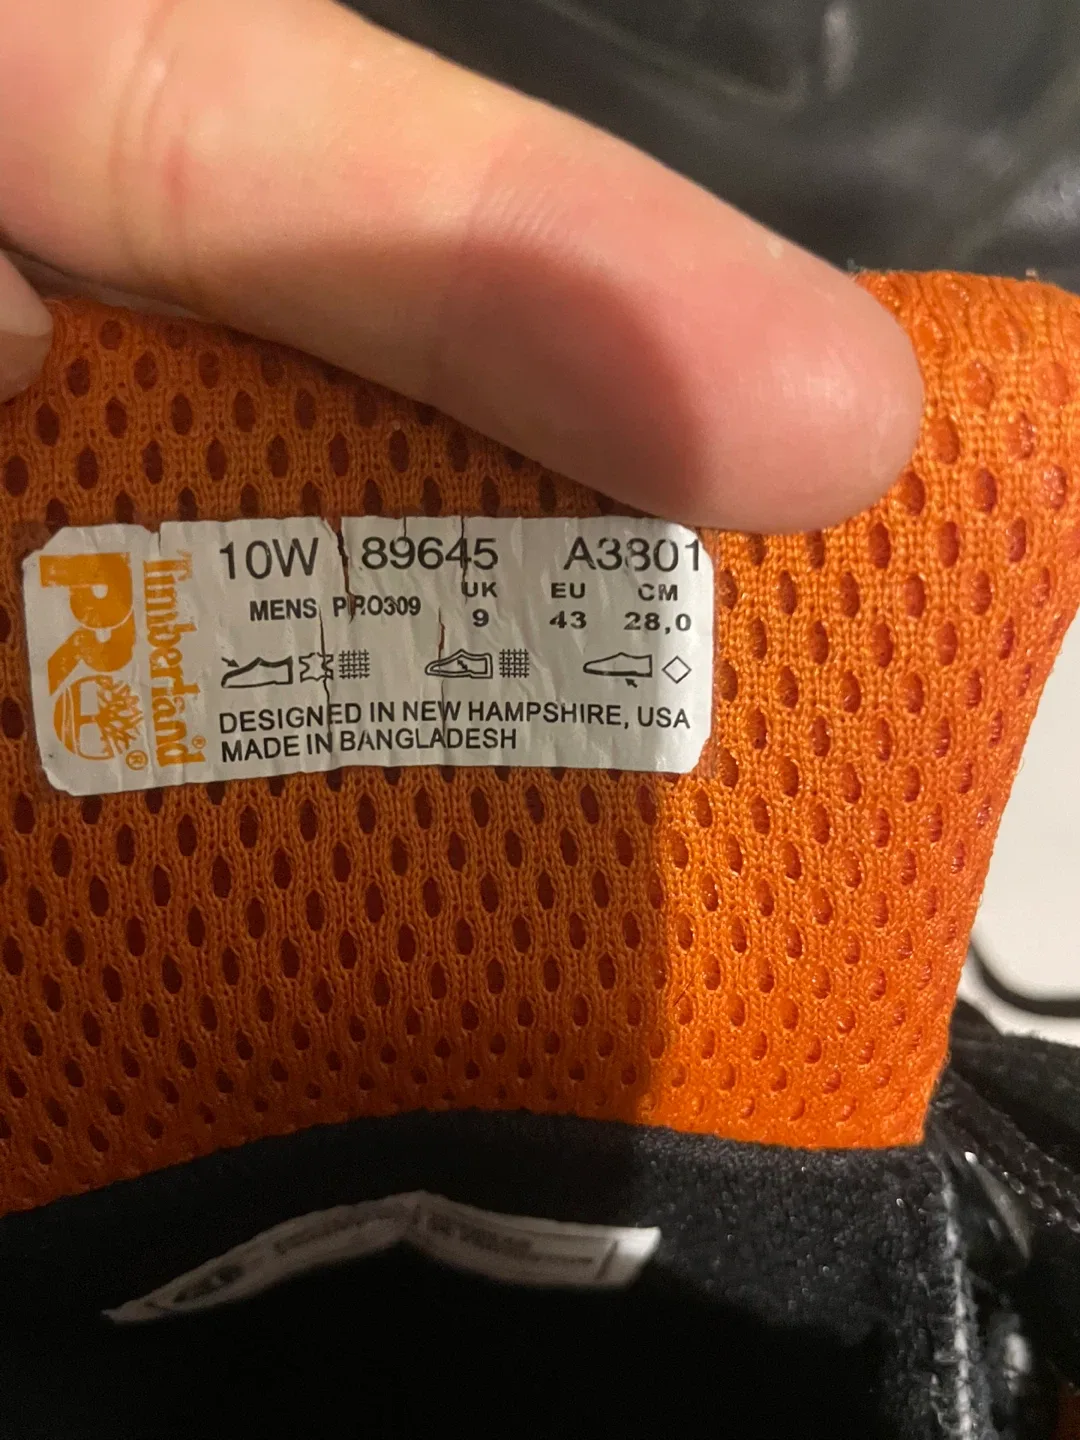 PRO
Timberland®
®
10W 89645 A3801
UK EU CM
MENS PRO309 9 43 28,0
DESIGNED IN NEW HAMPSHIRE, USA
MADE IN BANGLADESH